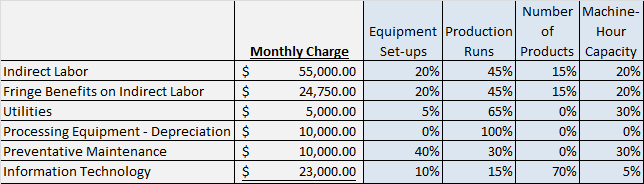 Number Machine-
Equipment Production of Hour
Monthly Charge Set-ups Runs Products Capacity
Indirect Labor $ 55,000.00 20% 45% 15% 20%
Fringe Benefits on Indirect Labor $ 24,750.00 20% 45% 15% 20%
Utilities $ 5,000.00 5% 65% 0% 30%
Processing Equipment - Depreciation $ 10,000.00 0% 100% 0% 0%
Preventative Maintenance $ 10,000.00 40% 30% 0% 30%
Information Technology $ 23,000.00 10% 15% 70% 5%